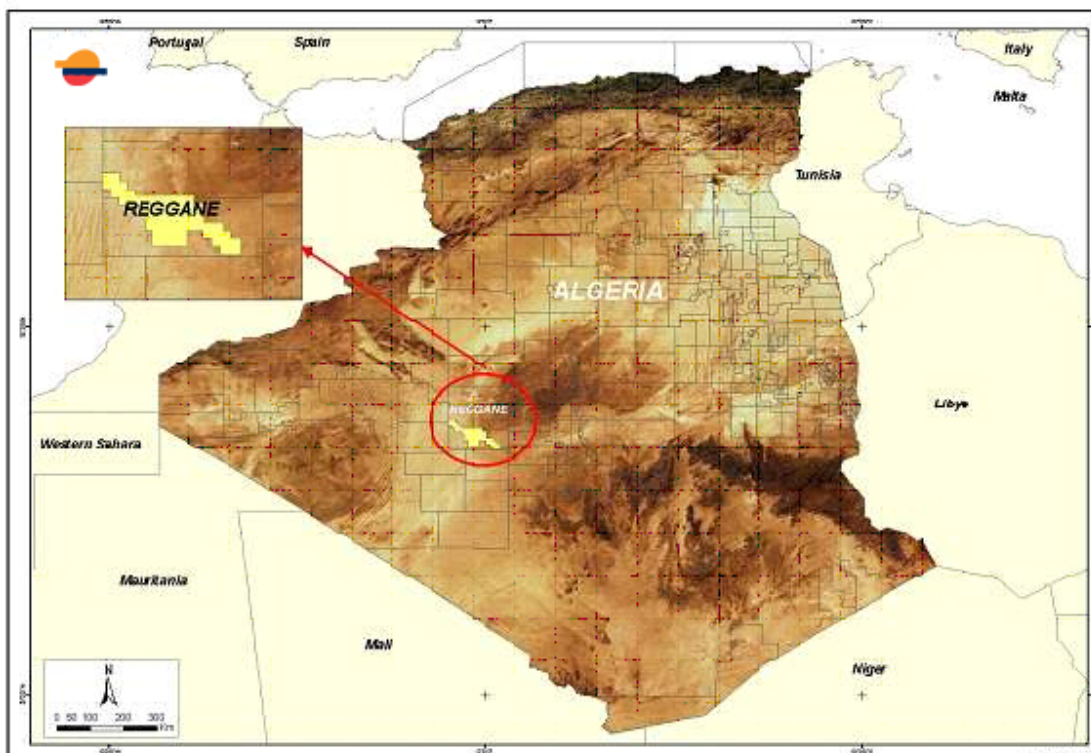 Portugal
Spain
Italy
Malta
Tunisia
REGGANE
ALGERIA
REGGANE
Libye
Western Sahara
Mauritania
Mali
Niger
N
0 50 100 200 300
Km